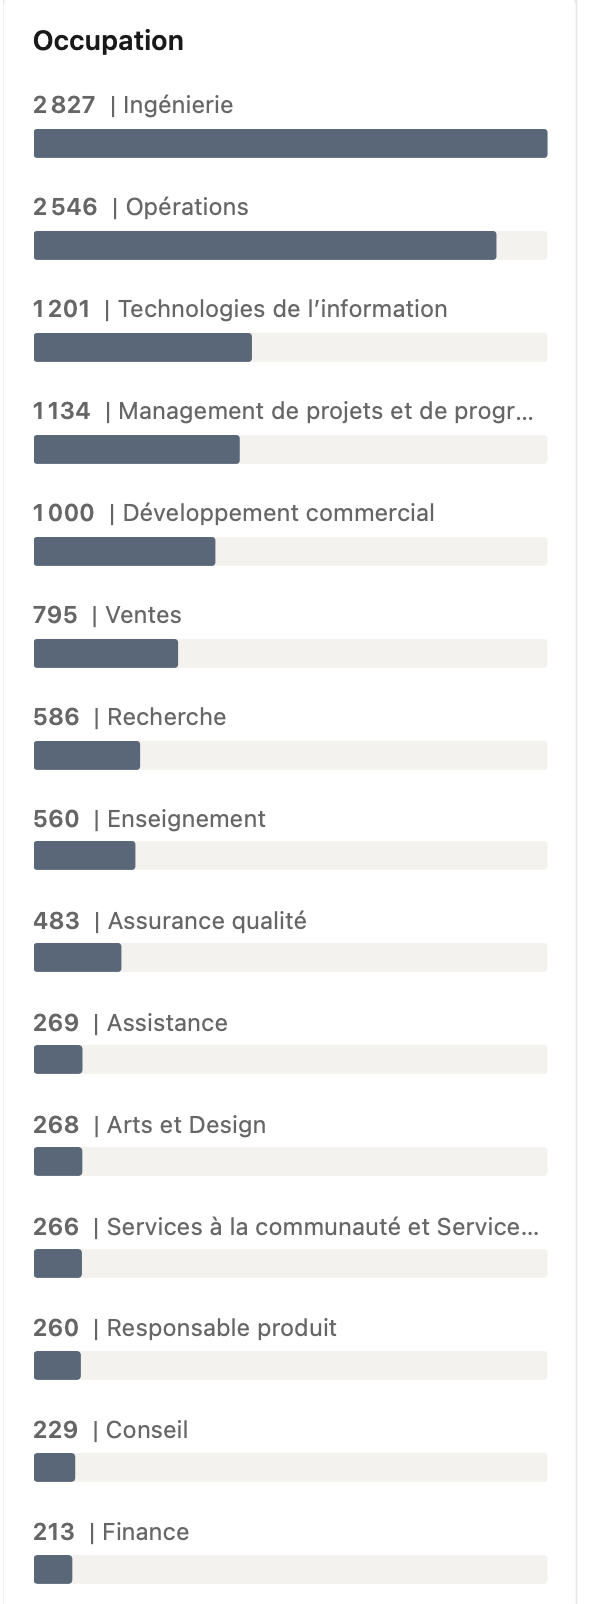 Occupation
2 827 | Ingénierie
2 546 | Opérations
1 201 | Technologies de l’information
1 134 | Management de projets et de progr...
1 000 | Développement commercial
795 | Ventes
586 | Recherche
560 | Enseignement
483 | Assurance qualité
269 | Assistance
268 | Arts et Design
266 | Services à la communauté et Service...
260 | Responsable produit
229 | Conseil
213 | Finance